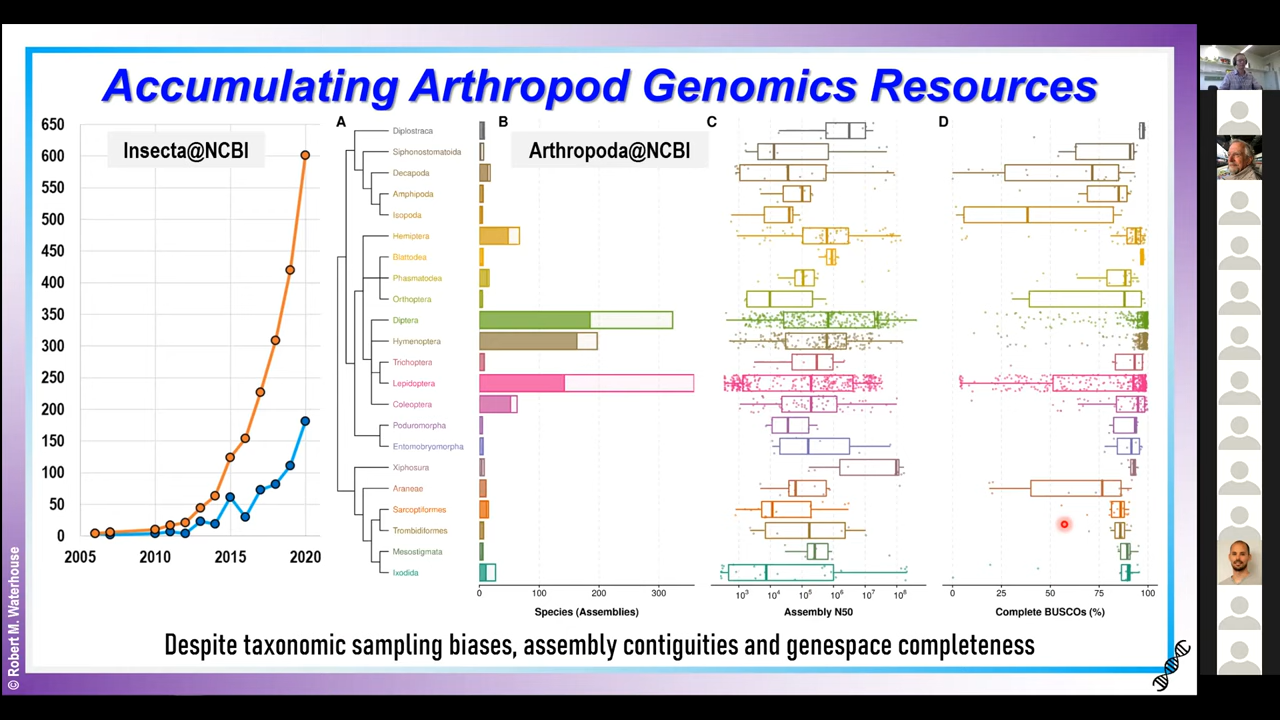 Accumulating Arthropod Genomics Resources
Insecta@NCBI
650
600
550
500
450
400
350
300
250
200
150
100
50
0
2005
2010
2015
2020
A
Diplostraca
Siphonostomatoida
Decapoda
Amphipoda
Isopoda
Hemiptera
Blattodea
Phasmatodea
Orthoptera
Diptera
Hymenoptera
Trichoptera
Lepidoptera
Coleoptera
Poduromorpha
Entomobryomorpha
Xiphosura
Araneae
Sarcoptiformes
Trombidiformes
Mesostigmata
Ixodida
B
Arthropoda@NCBI
0 100 200 300
Species (Assemblies)
C
10³ 10⁴ 10⁵ 10⁶ 10⁷ 10⁸
Assembly N50
D
0 25 50 75 100
Complete BUSCOs (%)
Despite taxonomic sampling biases, assembly contiguities and genespace completeness
© Robert M. Waterhouse